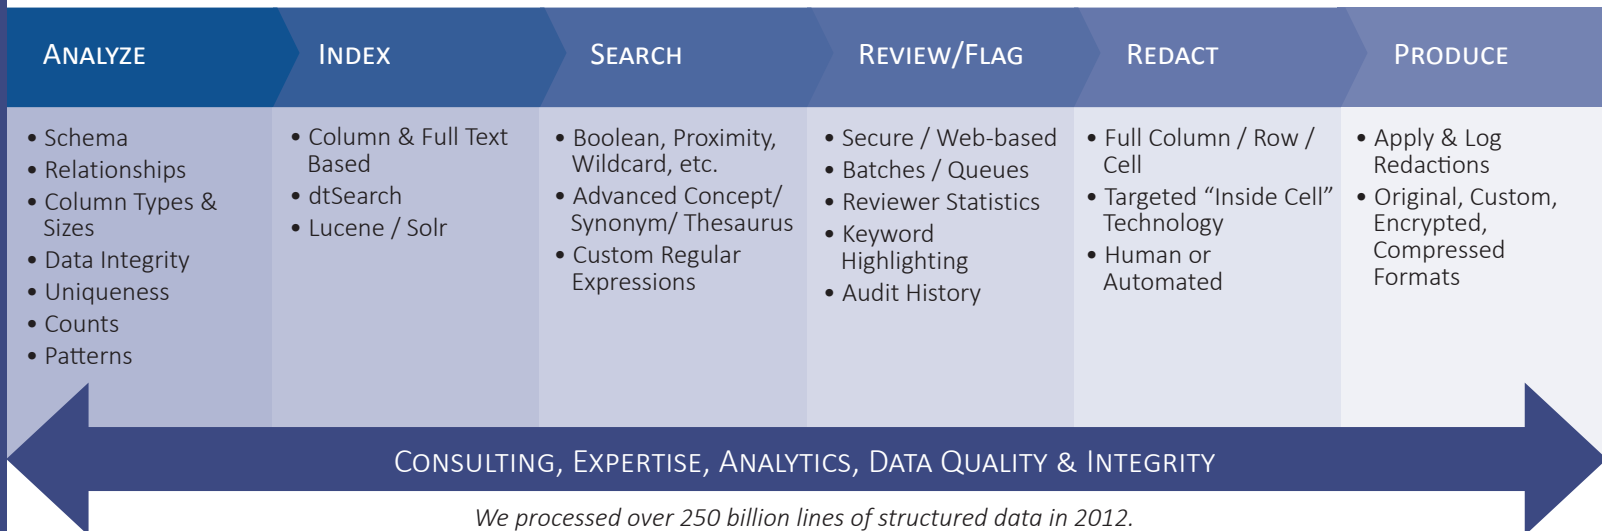 ANALYZE
• Schema
• Relationships
• Column Types &
Sizes
• Data Integrity
• Uniqueness
• Counts
• Patterns
INDEX
• Column & Full Text
Based
• dtSearch
• Lucene / Solr
SEARCH
• Boolean, Proximity,
Wildcard, etc.
• Advanced Concept/
Synonym/ Thesaurus
• Custom Regular
Expressions
REVIEW/FLAG
• Secure / Web-based
• Batches / Queues
• Reviewer Statistics
• Keyword
Highlighting
• Audit History
REDACT
• Full Column / Row /
Cell
• Targeted “Inside Cell”
Technology
• Human or
Automated
PRODUCE
• Apply & Log
Redactions
• Original, Custom,
Encrypted,
Compressed
Formats
CONSULTING, EXPERTISE, ANALYTICS, DATA QUALITY & INTEGRITY
We processed over 250 billion lines of structured data in 2012.